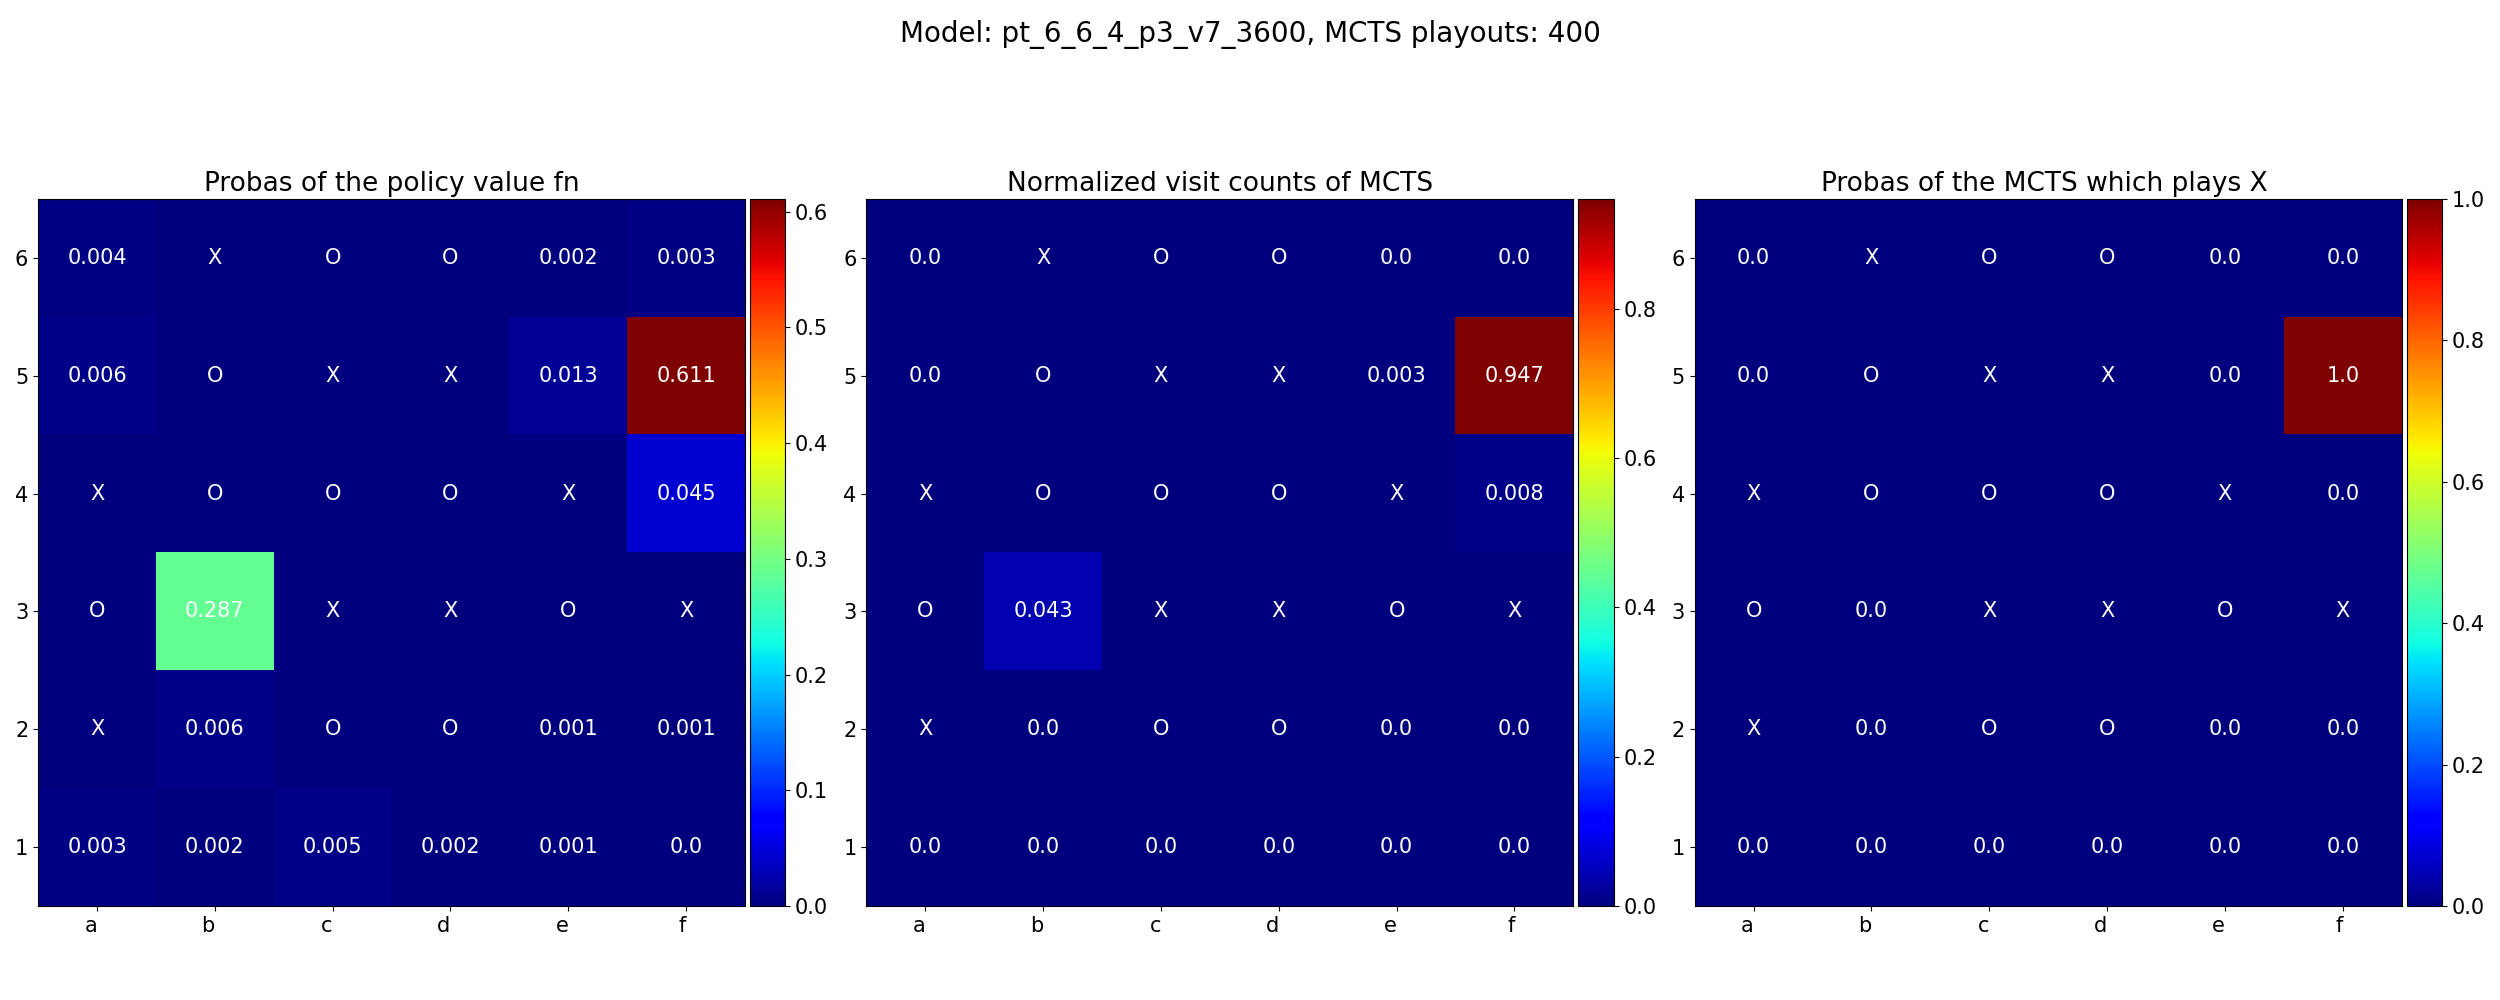 Model: pt_6_6_4_p3_v7_3600, MCTS playouts: 400
Probas of the policy value fn
6 0.004 X O O 0.002 0.003
5 0.006 O X X 0.013 0.611
4 X O O O X 0.045
3 O 0.287 X X O X
2 X 0.006 O O 0.001 0.001
1 0.003 0.002 0.005 0.002 0.001 0.0
a b c d e f
0.6
0.5
0.4
0.3
0.2
0.1
0.0
Normalized visit counts of MCTS
6 0.0 X O O 0.0 0.0
5 0.0 O X X 0.003 0.947
4 X O O O X 0.008
3 O 0.043 X X O X
2 X 0.0 O O 0.0 0.0
1 0.0 0.0 0.0 0.0 0.0 0.0
a b c d e f
0.8
0.6
0.4
0.2
0.0
Probas of the MCTS which plays X
6 0.0 X O O 0.0 0.0
5 0.0 O X X 0.0 1.0
4 X O O O X 0.0
3 O 0.0 X X O X
2 X 0.0 O O 0.0 0.0
1 0.0 0.0 0.0 0.0 0.0 0.0
a b c d e f
1.0
0.8
0.6
0.4
0.2
0.0